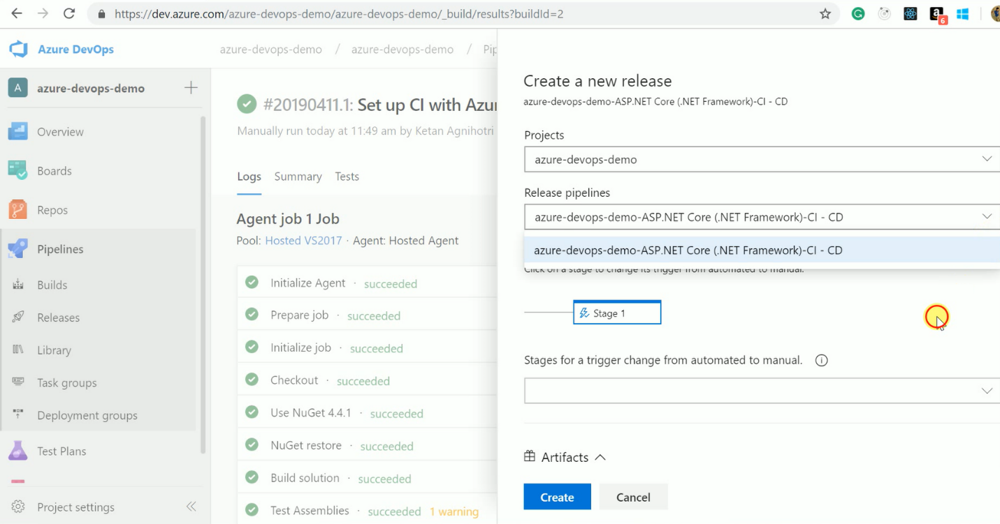 https://dev.azure.com/azure-devops-demo/azure-devops-demo/_build/results?buildId=2
6
Azure DevOps
azure-devops-demo / azure-devops-demo / Pip
A azure-devops-demo
Overview
Boards
Repos
Pipelines
Builds
Releases
Library
Task groups
Deployment groups
Test Plans
Project settings
#20190411.1: Set up CI with Azur
Manually run today at 11:49 am by Ketan Agnihotri
Logs Summary Tests
Agent job 1 Job
Pool: Hosted VS2017 · Agent: Hosted Agent
Initialize Agent · succeeded
Prepare job · succeeded
Initialize job · succeeded
Checkout · succeeded
Use NuGet 4.4.1 · succeeded
NuGet restore · succeeded
Build solution · succeeded
Test Assemblies · succeeded 1 warning
Create a new release
azure-devops-demo-ASP.NET Core (.NET Framework)-CI - CD
Projects
azure-devops-demo
Release pipelines
azure-devops-demo-ASP.NET Core (.NET Framework)-CI - CD
azure-devops-demo-ASP.NET Core (.NET Framework)-CI - CD
Click on a stage to change its trigger from automated to manual.
Stage 1
Stages for a trigger change from automated to manual.
Artifacts
Create Cancel